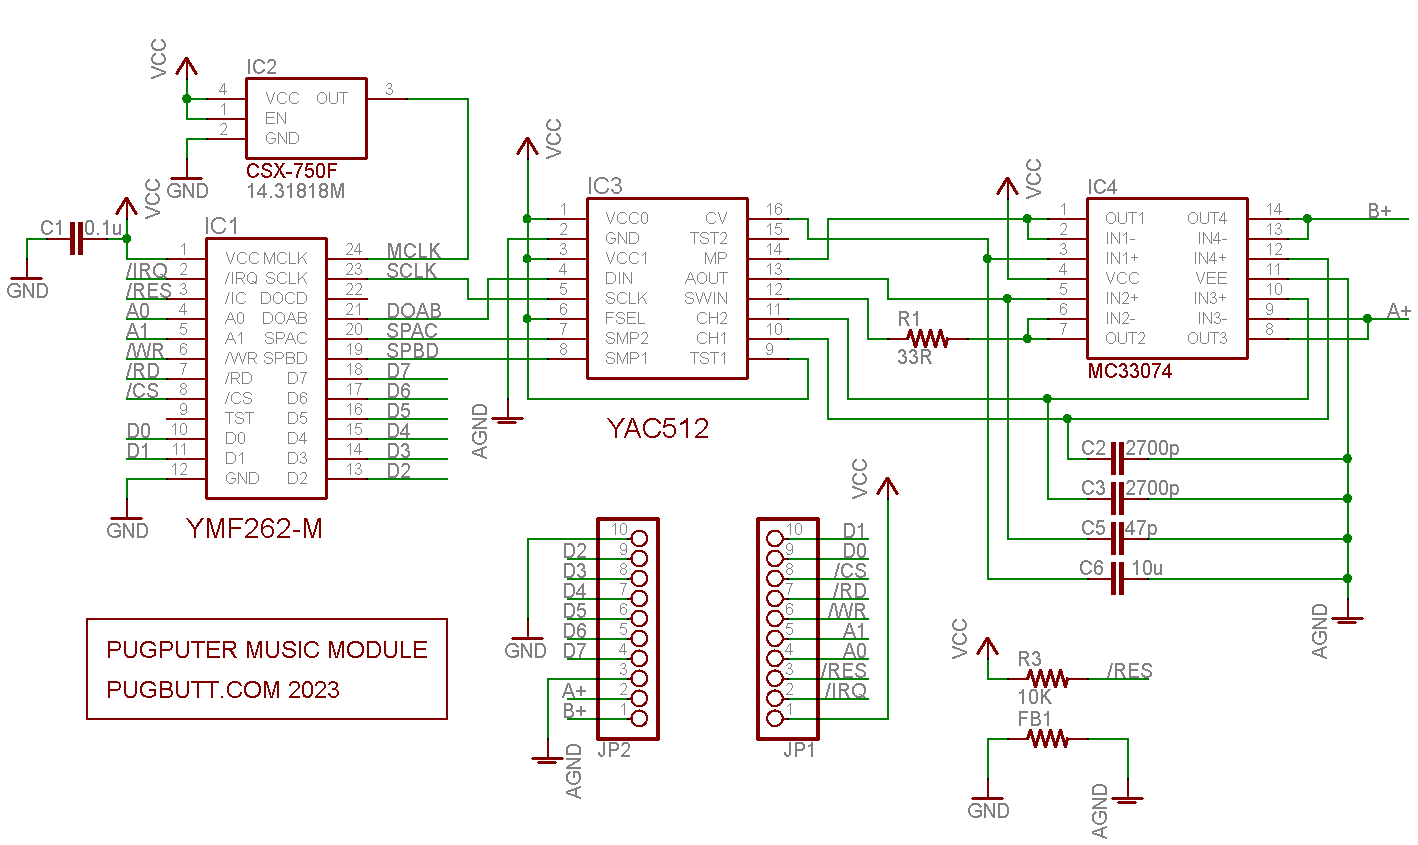 VCC
IC2
4 VCC OUT 3
1 EN
2 GND
CSX-750F
14.31818M
GND
VCC
C1 0.1u
GND
IC1
1 VCC MCLK 24 MCLK
/IRQ 2 /IRQ SCLK 23 SCLK
/RES 3 /IC DOCD 22
A0 4 A0 DOAB 21 DOAB
A1 5 A1 SPAC 20 SPAC
/WR 6 /WR SPBD 19 SPBD
/RD 7 /RD D7 18 D7
/CS 8 /CS D6 17 D6
9 TST D5 16 D5
D0 10 D0 D4 15 D4
D1 11 D1 D3 14 D3
12 GND D2 13 D2
GND
YMF262-M
VCC
IC3
1 VCC0 CV 16
2 GND TST2 15
3 VCC1 MP 14
4 DIN AOUT 13
5 SCLK SWIN 12
6 FSEL CH2 11
7 SMP2 CH1 10
8 SMP1 TST1 9
AGND
YAC512
R1
33R
VCC
IC4
1 OUT1 OUT4 14 B+
2 IN1- IN4- 13
3 IN1+ IN4+ 12
4 VCC VEE 11
5 IN2+ IN3+ 10
6 IN2- IN3- 9 A+
7 OUT2 OUT3 8
MC33074
C2 2700p
C3 2700p
C5 47p
C6 10u
AGND
10
D2 9
D3 8
D4 7
D5 6
D6 5
D7 4
3
A+ 2
B+ 1
GND
AGND
JP2
VCC
10 D1
9 D0
8 /CS
7 /RD
6 /WR
5 A1
4 A0
3 /RES
2 /IRQ
1
JP1
VCC
R3 /RES
10K
FB1
GND
AGND
PUGPUTER MUSIC MODULE
PUGBUTT.COM 2023